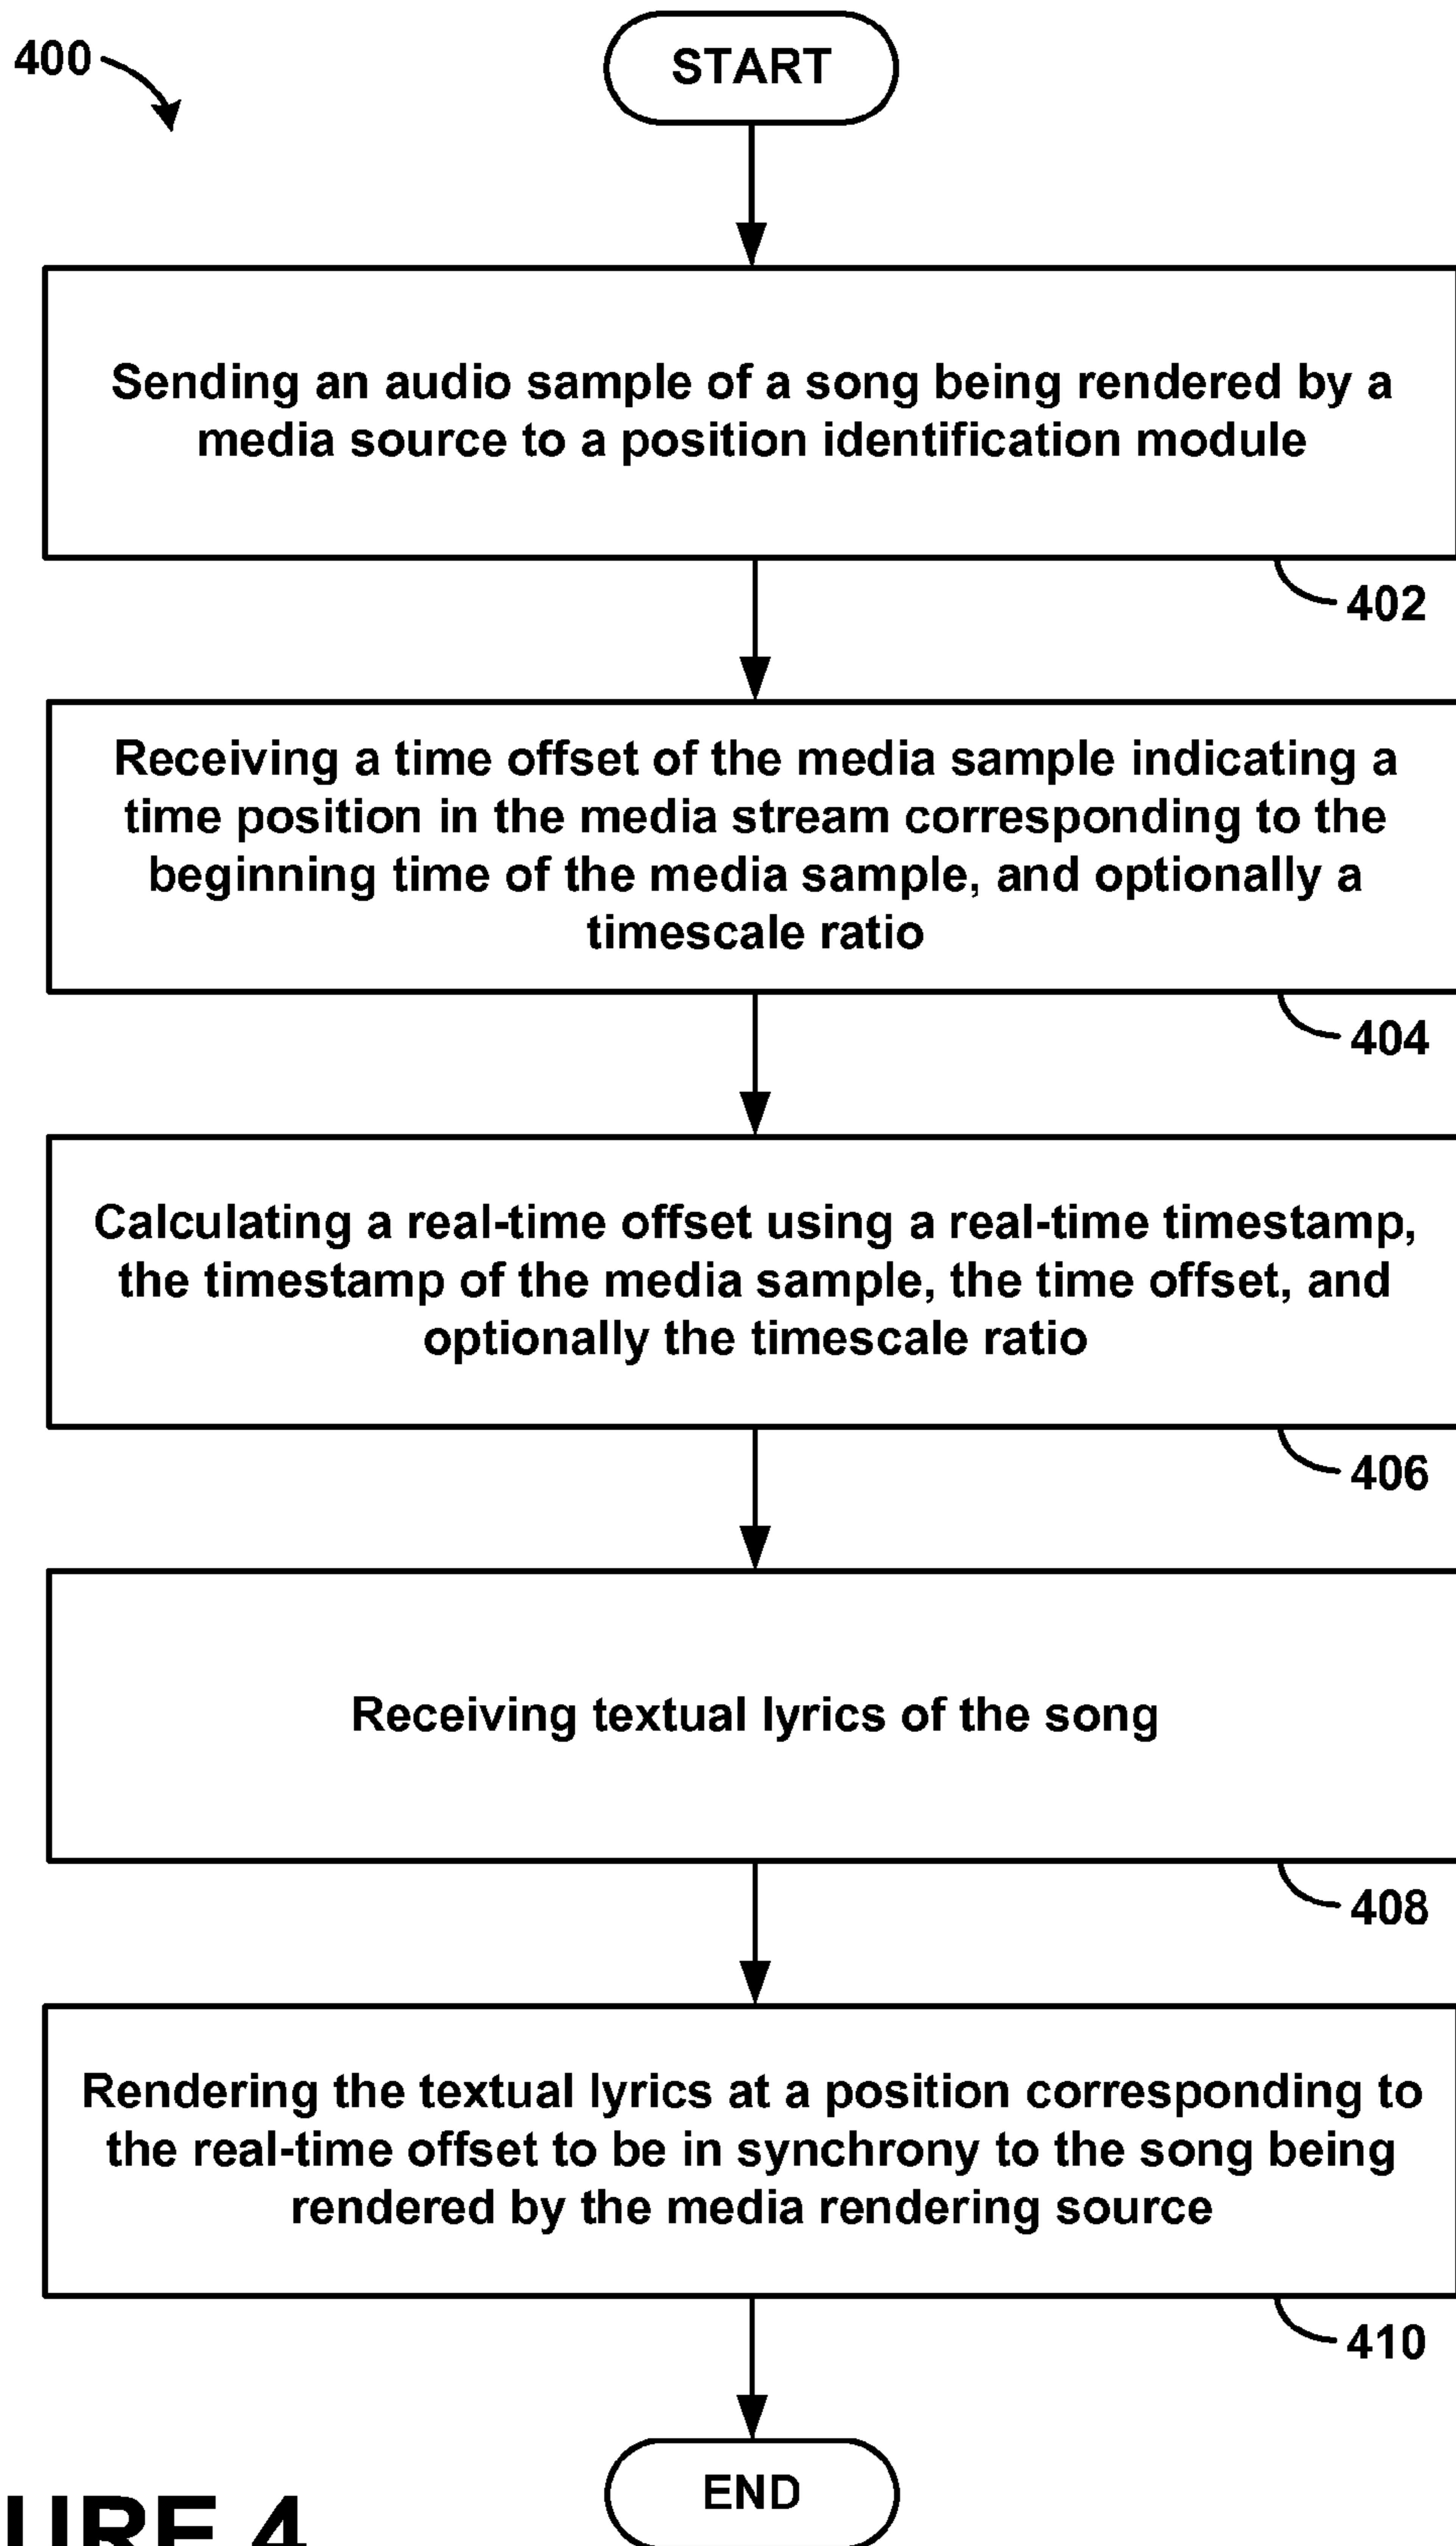 400
START
Sending an audio sample of a song being rendered by a
media source to a position identification module
402
Receiving a time offset of the media sample indicating a
time position in the media stream corresponding to the
beginning time of the media sample, and optionally a
timescale ratio
404
Calculating a real-time offset using a real-time timestamp,
the timestamp of the media sample, the time offset, and
optionally the timescale ratio
406
Receiving textual lyrics of the song
408
Rendering the textual lyrics at a position corresponding to
the real-time offset to be in synchrony to the song being
rendered by the media rendering source
410
END
URE 4